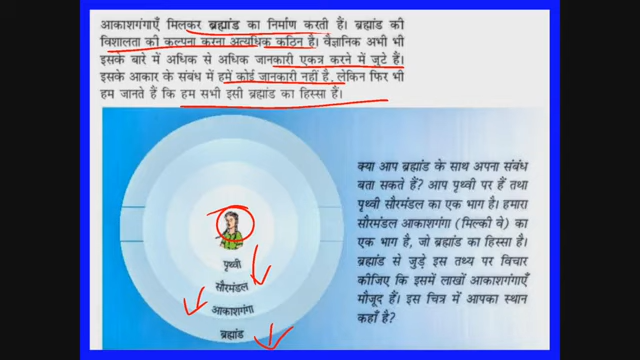 आकाशगंगाएँ मिलकर ब्रह्मांड का निर्माण करती हैं। ब्रह्मांड की
विशालता की कल्पना करना अत्यधिक कठिन है। वैज्ञानिक अभी भी
इसके बारे में अधिक से अधिक जानकारी एकत्र करने में जुटे हैं।
इसके आकार के संबंध में हमें कोई जानकारी नहीं है, लेकिन फिर भी
हम जानते हैं कि हम सभी इसी ब्रह्मांड का हिस्सा हैं।
पृथ्वी
सौरमंडल
आकाशगंगा
ब्रह्मांड
क्या आप ब्रह्मांड के साथ अपना संबंध
बता सकते हैं? आप पृथ्वी पर हैं तथा
पृथ्वी सौरमंडल का एक भाग है। हमारा
सौरमंडल आकाशगंगा (मिल्की वे) का
एक भाग है, जो ब्रह्मांड का हिस्सा है।
ब्रह्मांड से जुड़े इस तथ्य पर विचार
कीजिए कि इसमें लाखों आकाशगंगाएँ
मौजूद हैं। इस चित्र में आपका स्थान
कहाँ है?